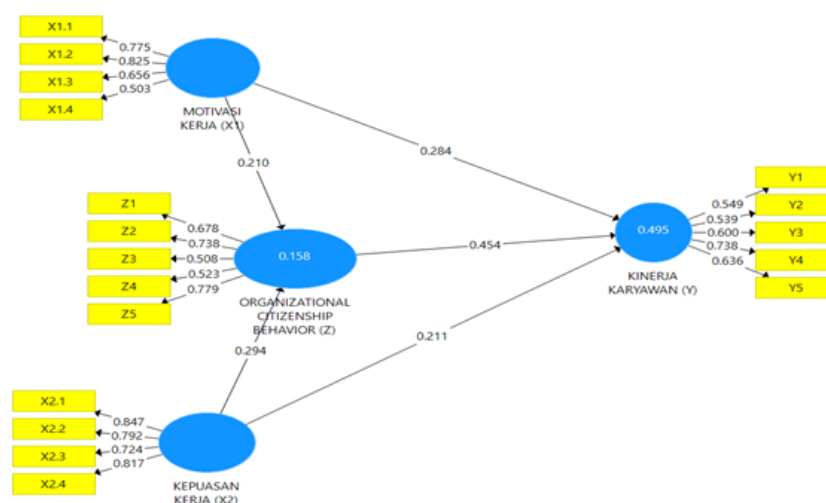 X1.1
X1.2
X1.3
X1.4
0.775
0.825
0.656
0.503
MOTIVASI
KERJA (X1)
0.210
0.284
Z1
Z2
Z3
Z4
Z5
0.678
0.738
0.508
0.523
0.779
0.158
ORGANIZATIONAL
CITIZENSHIP
BEHAVIOR (Z)
0.454
0.495
KINERJA
KARYAWAN (Y)
0.549
0.539
0.600
0.738
0.636
Y1
Y2
Y3
Y4
Y5
0.294
0.211
X2.1
X2.2
X2.3
X2.4
0.847
0.792
0.724
0.817
KEPUASAN
KERJA (X2)